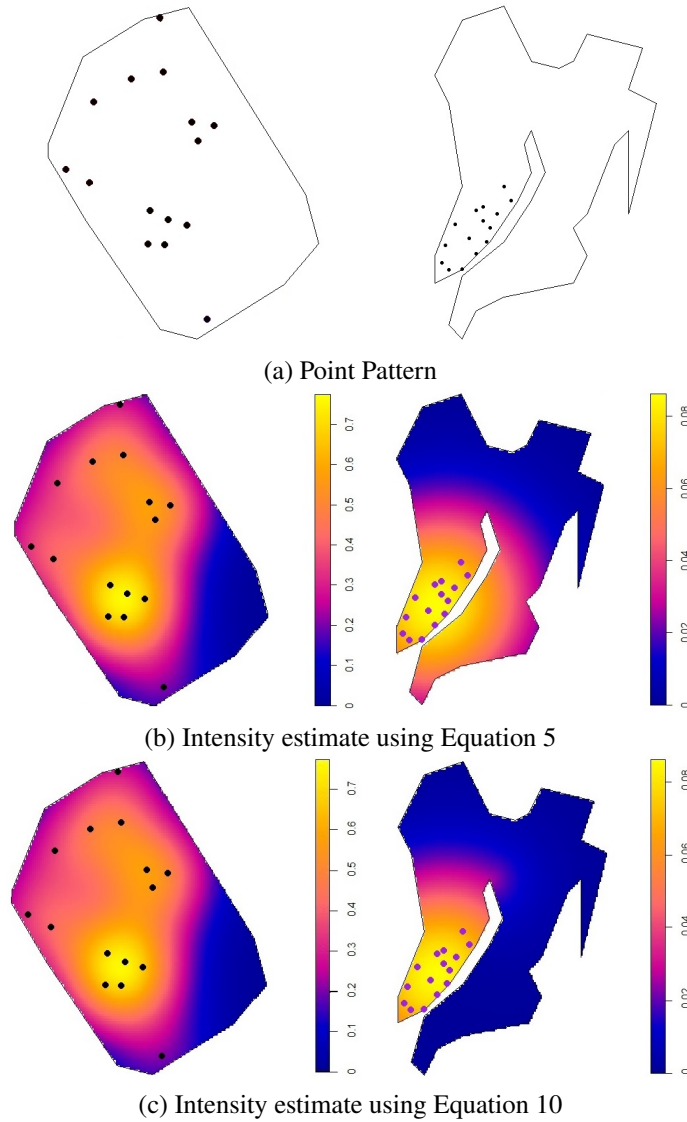 (a) Point Pattern
0 0.1 0.2 0.3 0.4 0.5 0.6 0.7
0 0.02 0.04 0.06 0.08
(b) Intensity estimate using Equation 5
0 0.1 0.2 0.3 0.4 0.5 0.6 0.7
0 0.02 0.04 0.06 0.08
(c) Intensity estimate using Equation 10